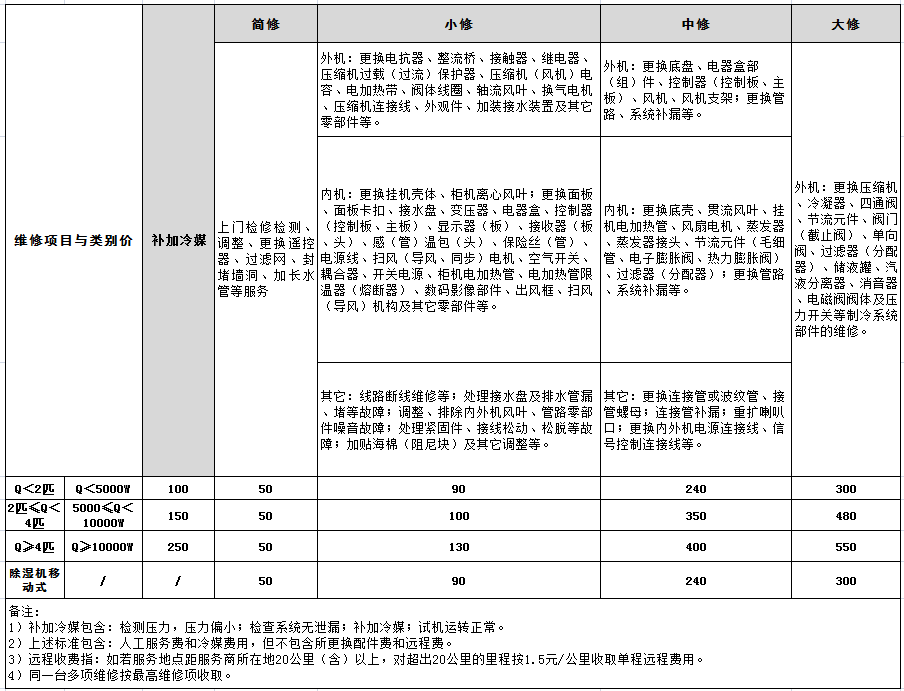 维修项目与类别价
补加冷媒
简修
小修
中修
大修
上门检修检测、
调整、更换遥控
器、过滤网、封
堵墙洞、加长水
管等服务
外机：更换电抗器、整流桥、接触器、继电器、
压缩机过载（过流）保护器、压缩机（风机）电
容、电加热带、阀体线圈、轴流风叶、换气电机
、压缩机连接线、外观件、加装接水装置及其它
零部件等。
外机：更换底盘、电器盒部
（组）件、控制器（控制板、主
板）、风机、风机支架；更换管
路、系统补漏等。
内机：更换挂机壳体、柜机离心风叶；更换面板
、面板卡扣、接水盘、变压器、电器盒、控制器
（控制板、主板）、显示器（板）、接收器（板
、头）、感（管）温包（头）、保险丝（管）、
电源线、扫风（导风、同步）电机、空气开关、
耦合器、开关电源、柜机电加热管、电加热管限
温器（熔断器）、数码影像部件、出风框、扫风
（导风）机构及其它零部件等。
内机：更换底壳、贯流风叶、挂
机电加热管、风扇电机、蒸发器
、蒸发器接头、节流元件（毛细
管、电子膨胀阀、热力膨胀阀）
、过滤器（分配器）；更换管路
、系统补漏等。
外机：更换压缩机
、冷凝器、四通阀
、节流元件、阀门
（截止阀）、单向
阀、过滤器（分配
器）、储液罐、汽
液分离器、消音器
、电磁阀阀体及压
力开关等制冷系统
部件的维修。
其它：线路断线维修等；处理接水盘及排水管漏
、堵等故障；调整、排除内外机风叶、管路零部
件噪音故障；处理紧固件、接线松动、松脱等故
障；加贴海棉（阻尼块）及其它调整等。
其它：更换连接管或波纹管、接
管螺母；连接管补漏；重扩喇叭
口；更换内外机电源连接线、信
号控制连接线等。
Q＜2匹 Q＜5000W 100 50 90 240 300
2匹≤Q＜
4匹
5000≤Q＜
10000W
150 50 100 350 480
Q≥4匹 Q≥10000W 250 50 130 400 550
除湿机移
动式
/ / 50 90 240 300
备注：
1）补加冷媒包含：检测压力，压力偏小；检查系统无泄漏；补加冷媒；试机运转正常。
2）上述标准包含：人工服务费和冷媒费用，但不包含所更换配件费和远程费。
3）远程收费指：如若服务地点距服务商所在地20公里（含）以上，对超出20公里的里程按1.5元/公里收取单程远程费用。
4）同一台多项维修按最高维修项收取。